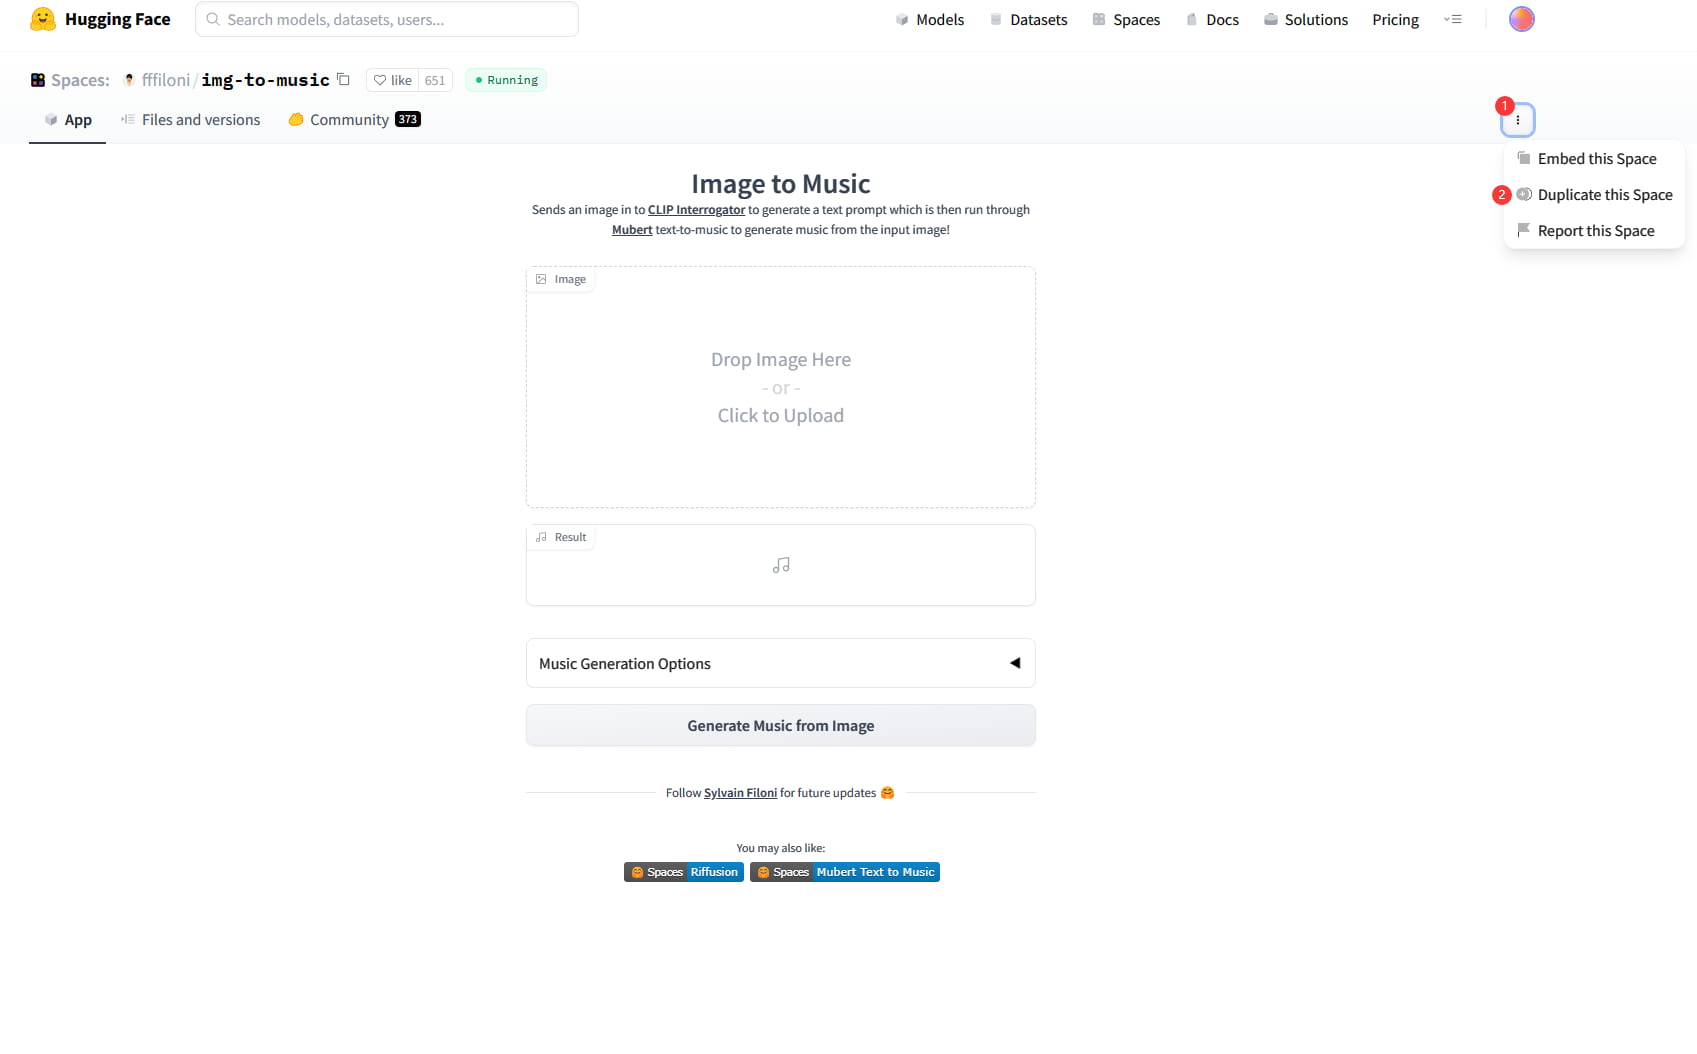 Hugging Face
Search models, datasets, users...
Models
Datasets
Spaces
Docs
Solutions
Pricing
Spaces:
fffiloni/img-to-music
like 651
Running
App
Files and versions
Community 373
1
Embed this Space
2 Duplicate this Space
Report this Space
Image to Music
Sends an image in to CLIP Interrogator to generate a text prompt which is then run through
Mubert text-to-music to generate music from the input image!
Image
Drop Image Here
- or -
Click to Upload
Result
Music Generation Options
Generate Music from Image
Follow Sylvain Filoni for future updates 🤗
You may also like:
🤗 Spaces Riffusion
🤗 Spaces Mubert Text to Music